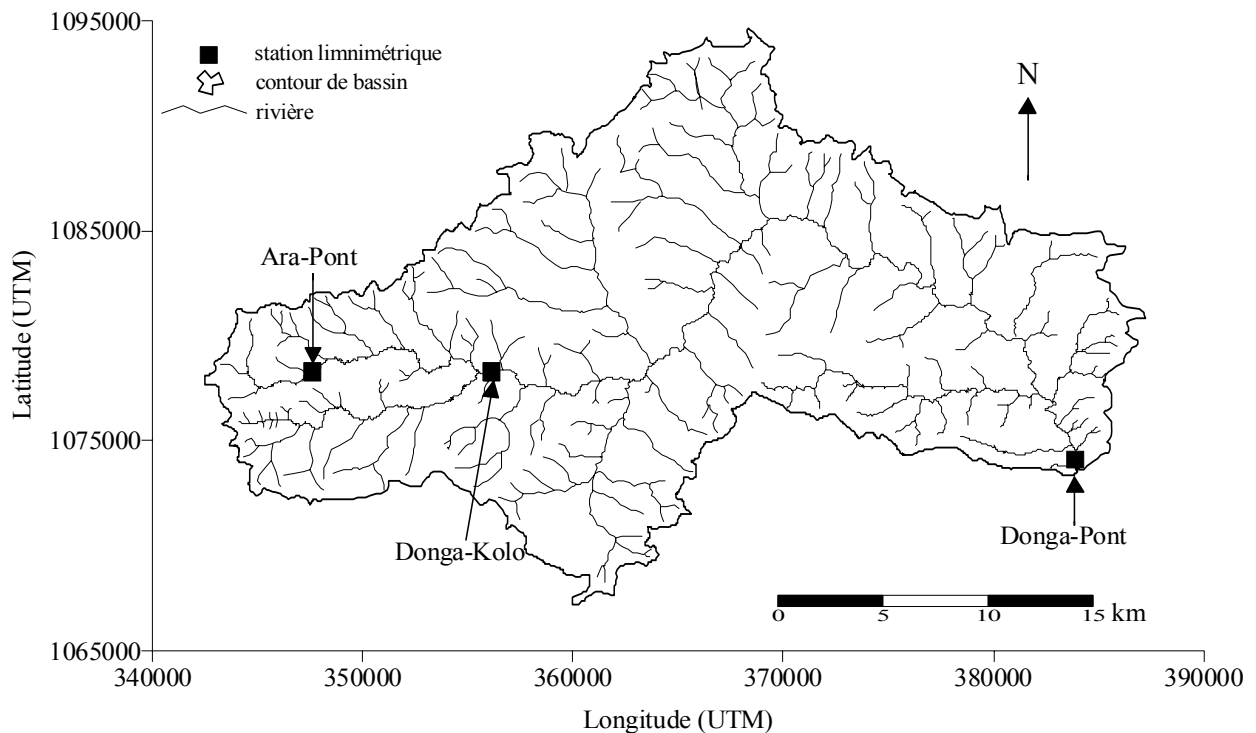 1095000
station limnimétrique
contour de bassin
rivière
N
1085000
Ara-Pont
Latitude (UTM)
1075000
Donga-Kolo
Donga-Pont
0 5 10 15 km
1065000
340000 350000 360000 370000 380000 390000
Longitude (UTM)